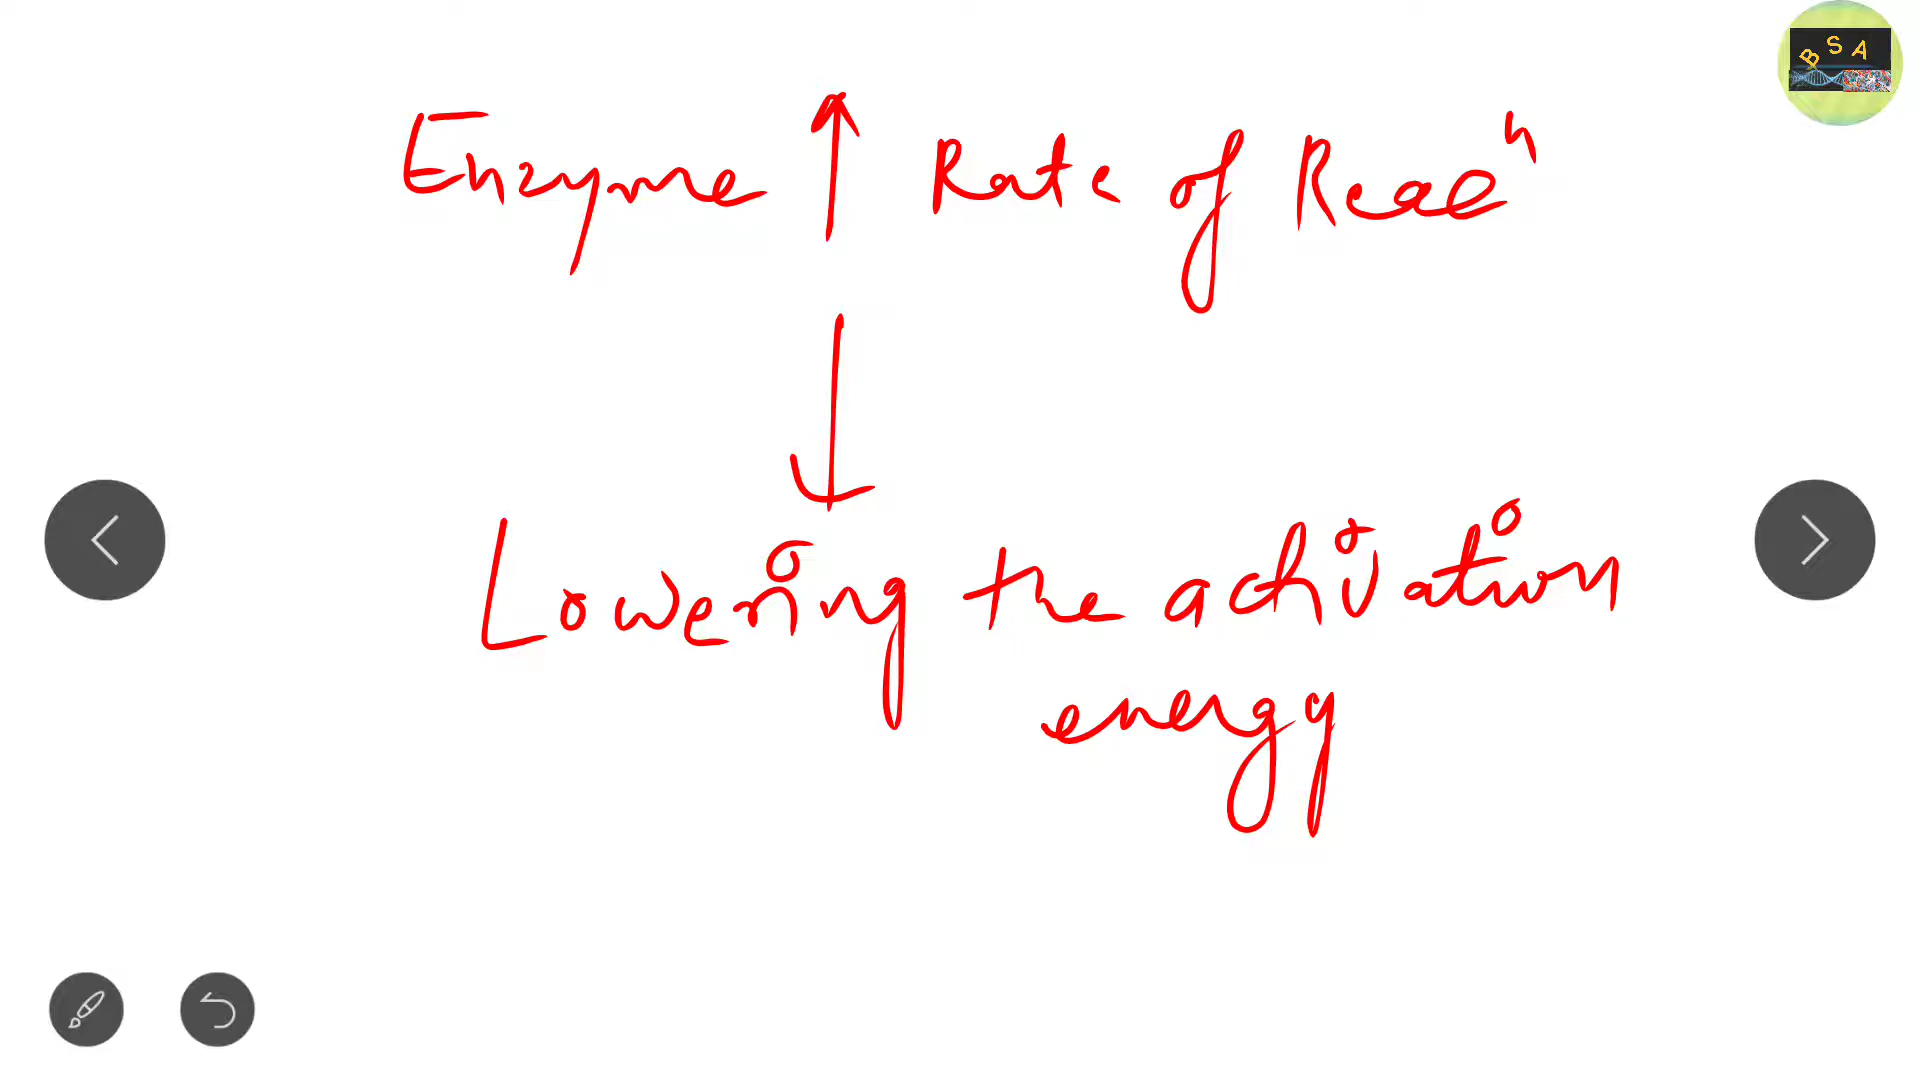 BSA
Enzyme ↑ Rate of Reacⁿ
↓
Lowering the activation
energy